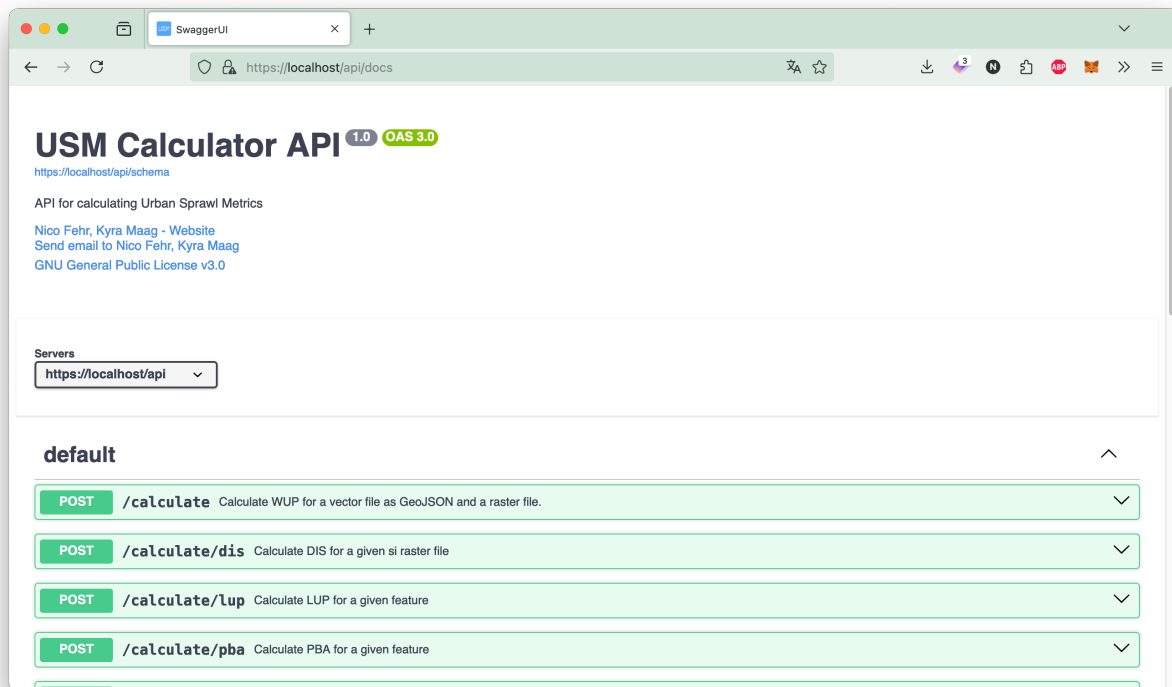 SwaggerUI
https://localhost/api/docs
3
N
ABP
USM Calculator API 1.0 OAS 3.0
https://localhost/api/schema
API for calculating Urban Sprawl Metrics
Nico Fehr, Kyra Maag - Website
Send email to Nico Fehr, Kyra Maag
GNU General Public License v3.0
Servers
https://localhost/api
default
POST /calculate Calculate WUP for a vector file as GeoJSON and a raster file.
POST /calculate/dis Calculate DIS for a given si raster file
POST /calculate/lup Calculate LUP for a given feature
POST /calculate/pba Calculate PBA for a given feature